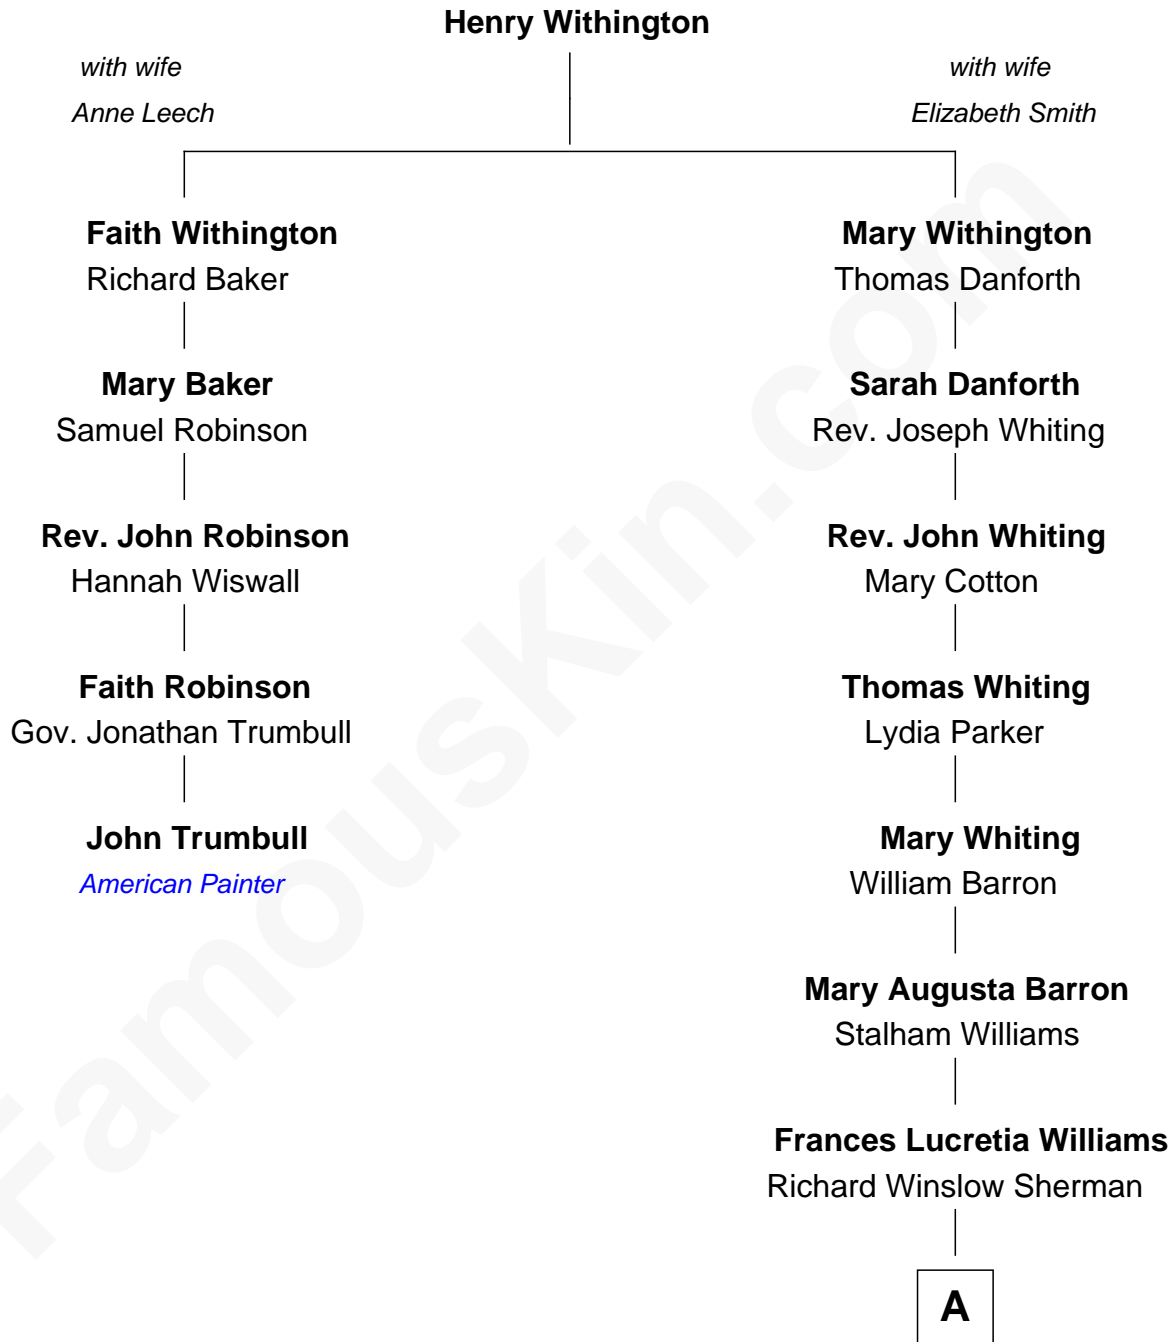 Henry Withington
with wife
Anne Leech
with wife
Elizabeth Smith
Faith Withington
Richard Baker
Mary Baker
Samuel Robinson
Rev. John Robinson
Hannah Wiswall
Faith Robinson
Gov. Jonathan Trumbull
John Trumbull
American Painter
Mary Withington
Thomas Danforth
Sarah Danforth
Rev. Joseph Whiting
Rev. John Whiting
Mary Cotton
Thomas Whiting
Lydia Parker
Mary Whiting
William Barron
Mary Augusta Barron
Stalham Williams
Frances Lucretia Williams
Richard Winslow Sherman
A
FamousKin.com